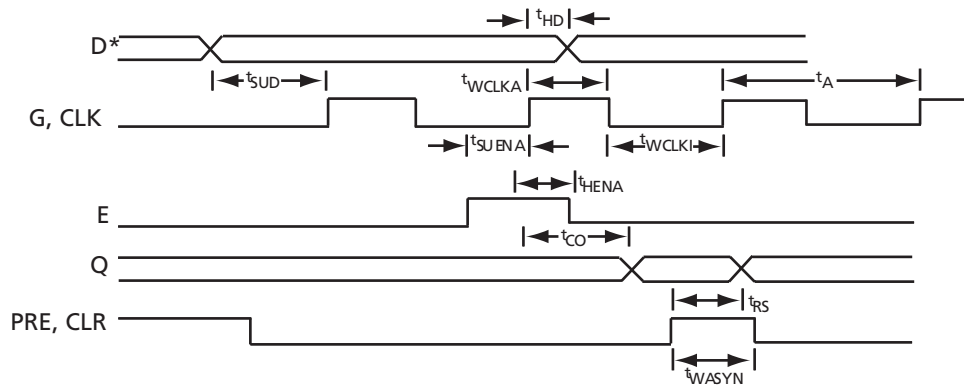 tHD
D*
tSUD
tWCLKA
tA
G, CLK
tSUENA
tWCLKI
tHENA
E
tCO
Q
tRS
PRE, CLR
tWASYN